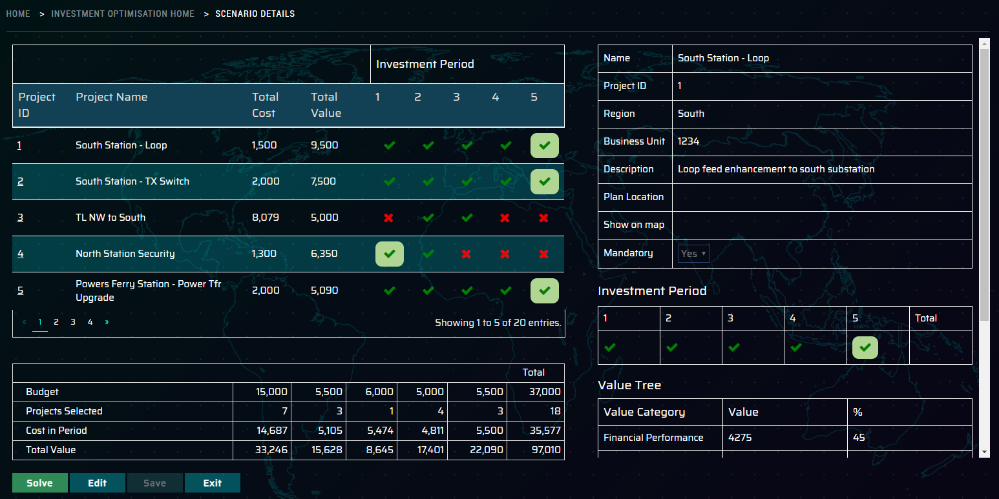 HOME > INVESTMENT OPTIMISATION HOME > SCENARIO DETAILS
Investment Period
Project ID Project Name Total Cost Total Value 1 2 3 4 5
1 South Station - Loop 1,500 9,500
2 South Station - TX Switch 2,000 7,500
3 TL NW to South 8,079 5,000
4 North Station Security 1,300 6,350
5 Powers Ferry Station - Power Tfr Upgrade 2,000 5,090
« 1 2 3 4 » Showing 1 to 5 of 20 entries.
Total
Budget 15,000 5,500 6,000 5,000 5,500 37,000
Projects Selected 7 3 1 4 3 18
Cost in Period 14,687 5,105 5,474 4,811 5,500 35,577
Total Value 33,246 15,628 8,645 17,401 22,090 97,010
Solve Edit Save Exit
Name South Station - Loop
Project ID 1
Region South
Business Unit 1234
Description Loop feed enhancement to south substation
Plan Location
Show on map
Mandatory Yes
Investment Period
1 2 3 4 5 Total
Value Tree
Value Category Value %
Financial Performance 4275 45